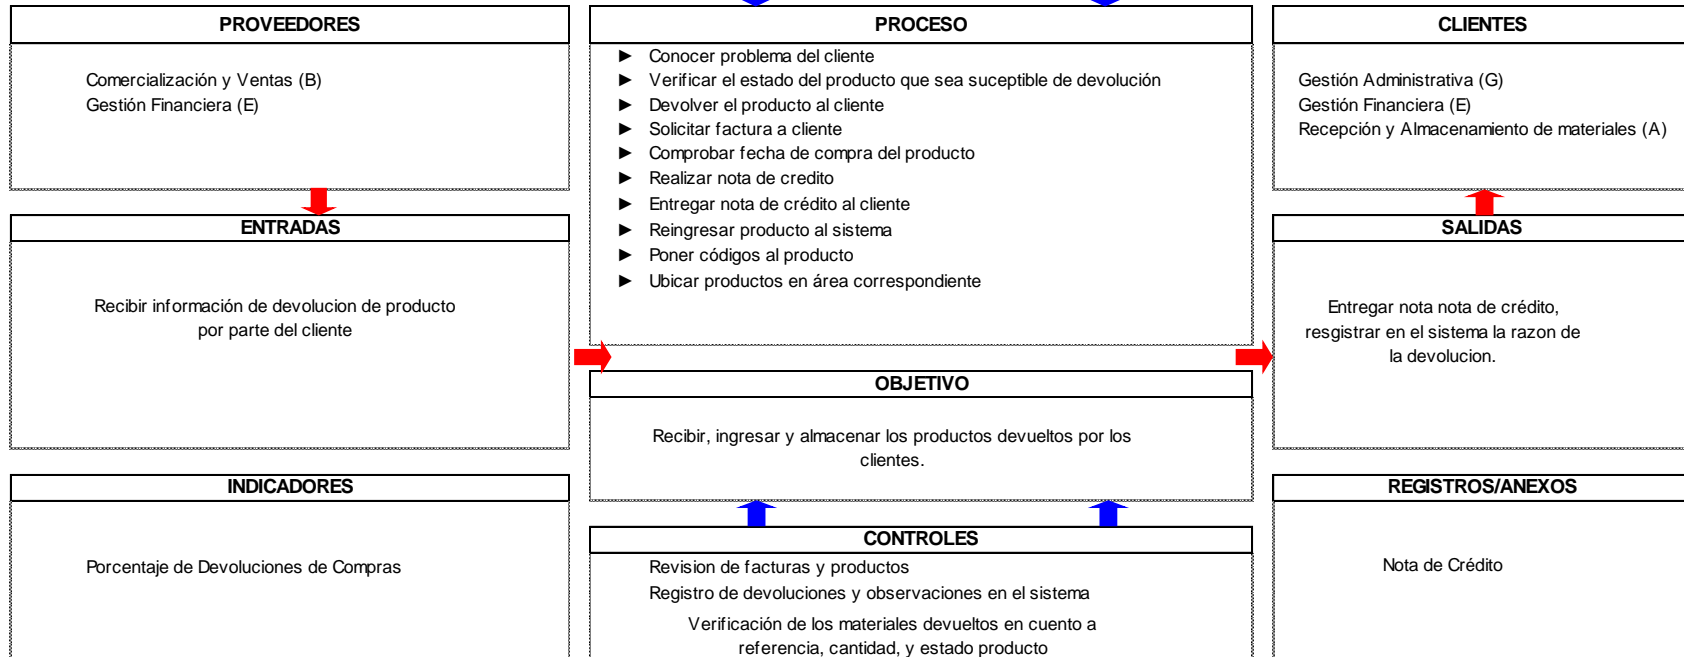 PROVEEDORES
Comercialización y Ventas (B)
Gestión Financiera (E)
PROCESO
► Conocer problema del cliente
► Verificar el estado del producto que sea suceptible de devolución
► Devolver el producto al cliente
► Solicitar factura a cliente
► Comprobar fecha de compra del producto
► Realizar nota de credito
► Entregar nota de crédito al cliente
► Reingresar producto al sistema
► Poner códigos al producto
► Ubicar productos en área correspondiente
CLIENTES
Gestión Administrativa (G)
Gestión Financiera (E)
Recepción y Almacenamiento de materiales (A)
ENTRADAS
Recibir información de devolucion de producto
por parte del cliente
SALIDAS
Entregar nota nota de crédito,
resgistrar en el sistema la razon de
la devolucion.
OBJETIVO
Recibir, ingresar y almacenar los productos devueltos por los
clientes.
INDICADORES
Porcentaje de Devoluciones de Compras
CONTROLES
Revision de facturas y productos
Registro de devoluciones y observaciones en el sistema
Verificación de los materiales devueltos en cuento a
referencia, cantidad, y estado producto
REGISTROS/ANEXOS
Nota de Crédito